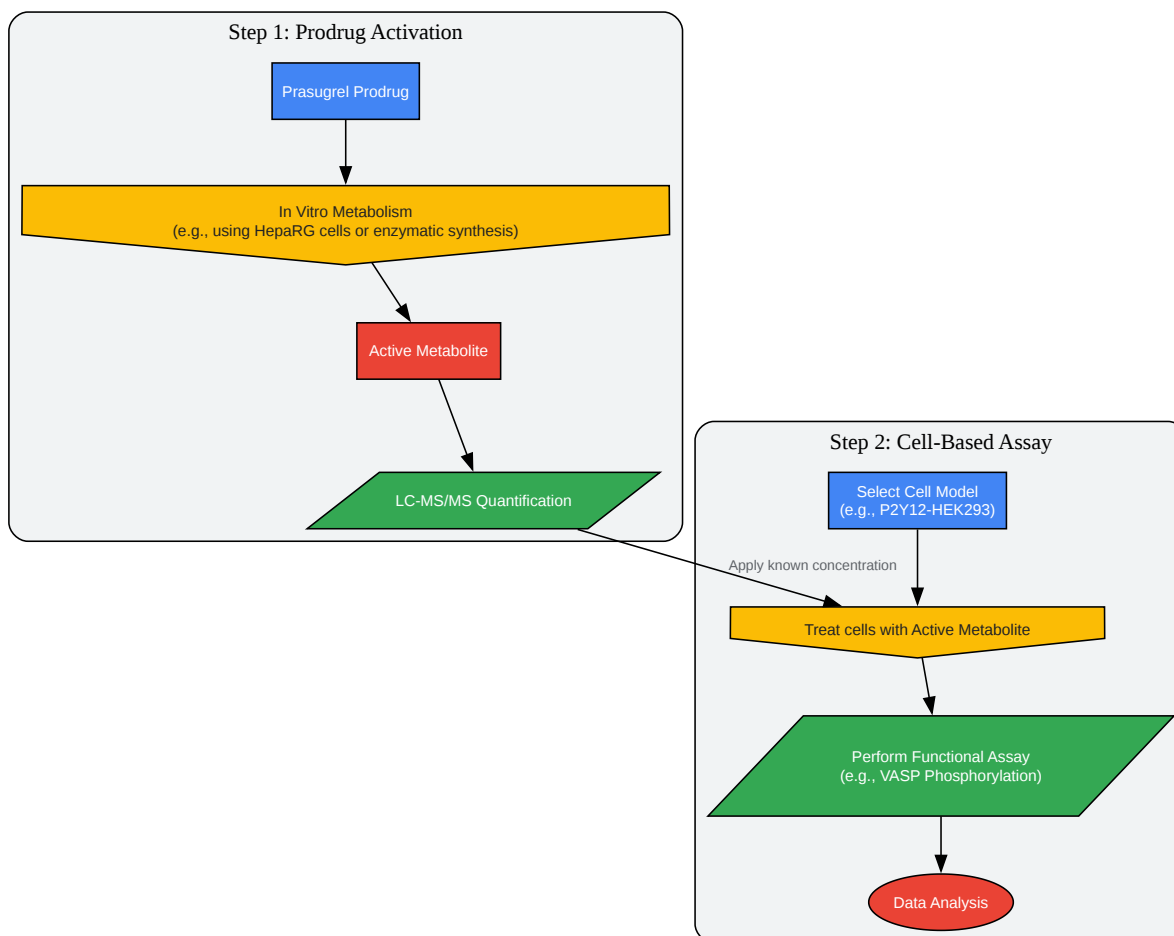 Step 1: Prodrug Activation
Prasugrel Prodrug
In Vitro Metabolism
(e.g., using HepaRG cells or enzymatic synthesis)
Active Metabolite
LC-MS/MS Quantification
Step 2: Cell-Based Assay
Select Cell Model
(e.g., P2Y12-HEK293)
Apply known concentration
Treat cells with Active Metabolite
Perform Functional Assay
(e.g., VASP Phosphorylation)
Data Analysis